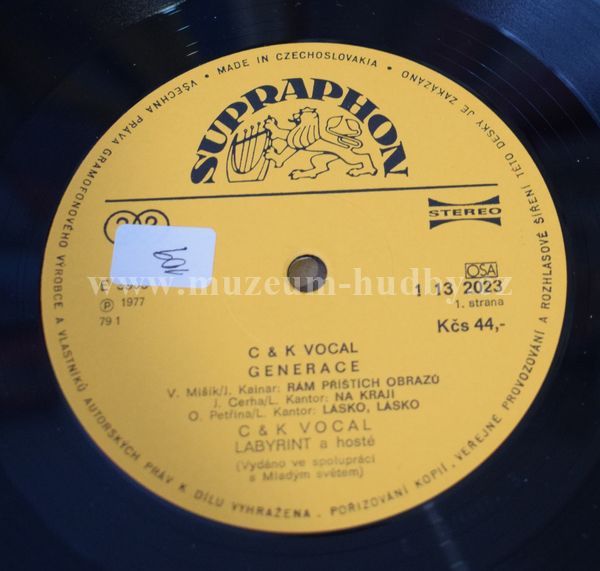 • MADE IN CZECHOSLOVAKIA •
VŠECHNA PRÁVA GRAMOFONOVÉHO VÝROBCE A VLASTNÍKŮ AUTORSKÝCH PRÁV K DÍLU VYHRAŽENA. POŘIZOVÁNÍ KOPIÍ, VEŘEJNÉ PROVOZOVÁNÍ A ROZHLASOVÉ ŠÍŘENÍ TÉTO DESKY JE ZAKÁZÁNO
SUPRAPHON
STEREO
www.muzeum-hudby.cz
OSA
1 13 2023
℗ 1977
1. strana
79 1
Kčs 44,-
C & K VOCAL
GENERACE
V. Mišík/J. Kainar: RÁM PŘÍŠTÍCH OBRAZŮ
J. Cerha/L. Kantor: NA KRAJI
O. Petřina/L. Kantor: LÁSKO, LÁSKO
C & K VOCAL
LABYRINT a hosté
(Vydáno ve spolupráci
s Mladým světem)